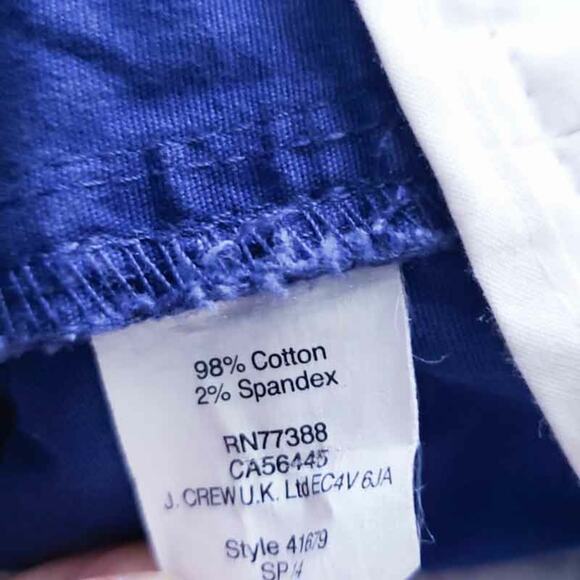 98% Cotton
2% Spandex
RN77388
CA56445
J. CREW U.K. Ltd EC4V 6JA
Style 41679
SP/4